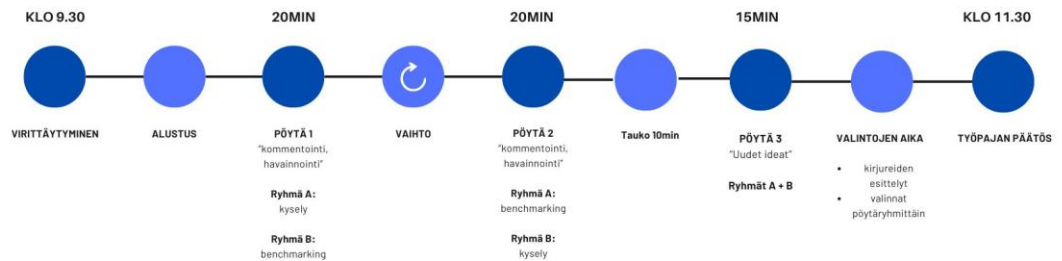 KLO 9.30
20MIN
20MIN
15MIN
KLO 11.30
VIRITTÄYTYMINEN
ALUSTUS
PÖYTÄ 1
"kommentointi,
havainnointi"
Ryhmä A:
kysely
Ryhmä B:
benchmarking
VAIHTO
PÖYTÄ 2
"kommentointi,
havainnointi"
Ryhmä A:
benchmarking
Ryhmä B:
kysely
Tauko 10min
PÖYTÄ 3
"Uudet ideat"
Ryhmät A + B
VALINTOJEN AIKA
• kirjureiden
esittelyt
• valinnat
pöytäryhmittäin
TYÖPAJAN PÄÄTÖS